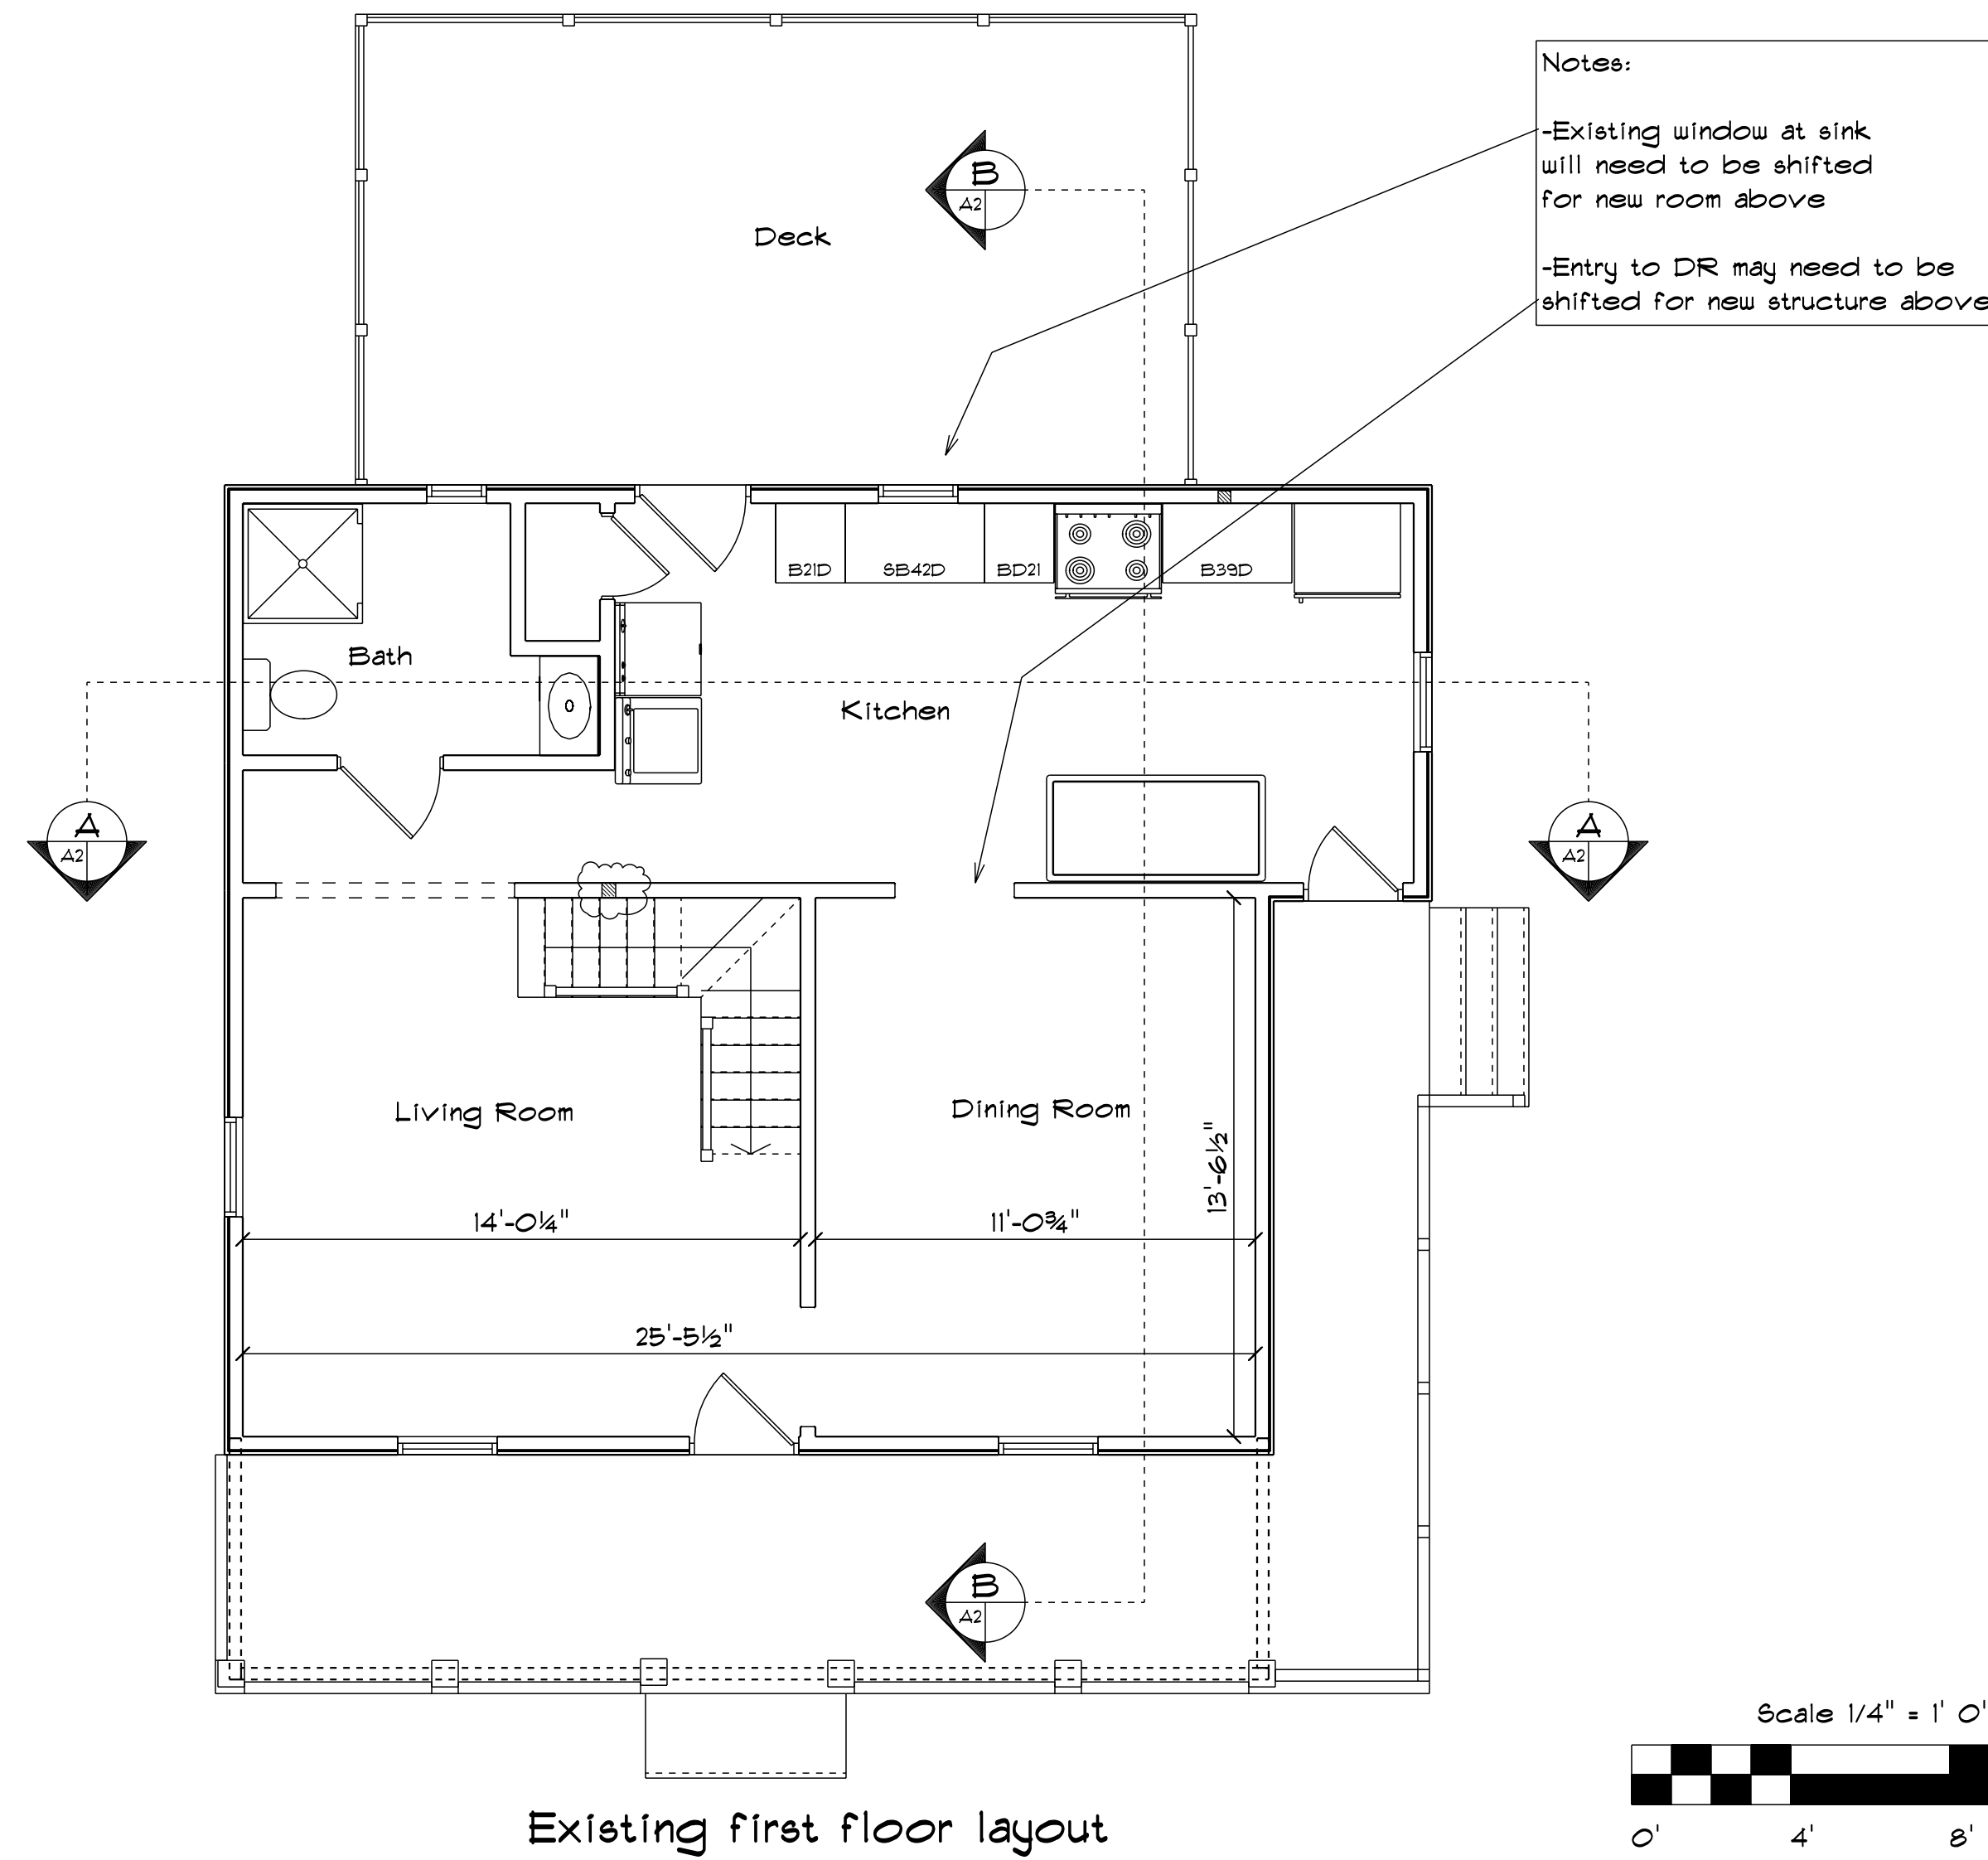 Notes:
-Existing window at sink
will need to be shifted
for new room above
-Entry to DR may need to be
shifted for new structure above
B
A2
Deck
B21D
SB42D
BD21
B39D
Bath
Kitchen
A
A2
A
A2
Living Room
Dining Room
13'-6½"
14'-0¼"
11'-0¾"
25'-5½"
B
A2
Scale 1/4" = 1' 0'
0'
4'
8'
Existing first floor layout